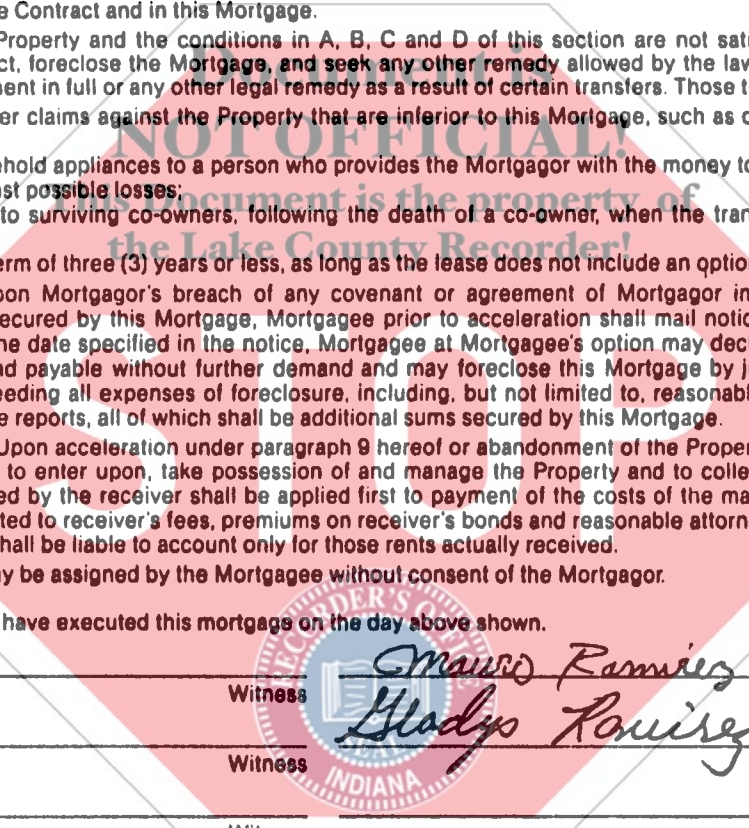 e Contract and in this Mortgage.
Property and the conditions in A, B, C and D of this section are not sati
ct, foreclose the Mortgage, and seek any other remedy allowed by the law
nent in full or any other legal remedy as a result of certain transfers. Those t
er claims against the Property that are inferior to this Mortgage, such as c
ehold appliances to a person who provides the Mortgagor with the money to
st possible losses;
to surviving co-owners, following the death of a co-owner, when the tran
erm of three (3) years or less, as long as the lease does not include an optio
pon Mortgagor's breach of any covenant or agreement of Mortgagor in
ecured by this Mortgage, Mortgagee prior to acceleration shall mail notic
he date specified in the notice, Mortgagee at Mortgagee's option may decl
nd payable without further demand and may foreclose this Mortgage by j
eeding all expenses of foreclosure, including, but not limited to, reasonabl
e reports, all of which shall be additional sums secured by this Mortgage.
Upon acceleration under paragraph 9 hereof or abandonment of the Proper
to enter upon, take possession of and manage the Property and to colle
ed by the receiver shall be applied first to payment of the costs of the ma
ted to receiver's fees, premiums on receiver's bonds and reasonable attorn
hall be liable to account only for those rents actually received.
y be assigned by the Mortgagee without consent of the Mortgagor.
have executed this mortgage on the day above shown.
Mauro Ramirez
Witness
Gladys Ramirez
Witness
Document is
NOT OFFICIAL!
This Document is the property of
the Lake County Recorder!
STOP
RECORDER'S OFFICE
SEAL
INDIANA